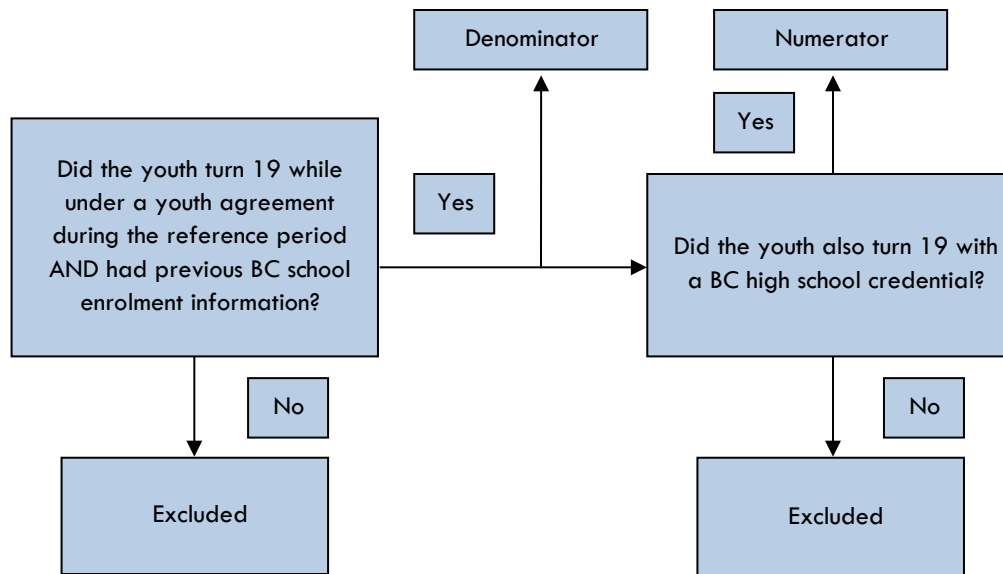 Denominator
Numerator
Yes
Did the youth turn 19 while
under a youth agreement
during the reference period
AND had previous BC school
enrolment information?
Yes
Did the youth also turn 19 with
a BC high school credential?
No
No
Excluded
Excluded